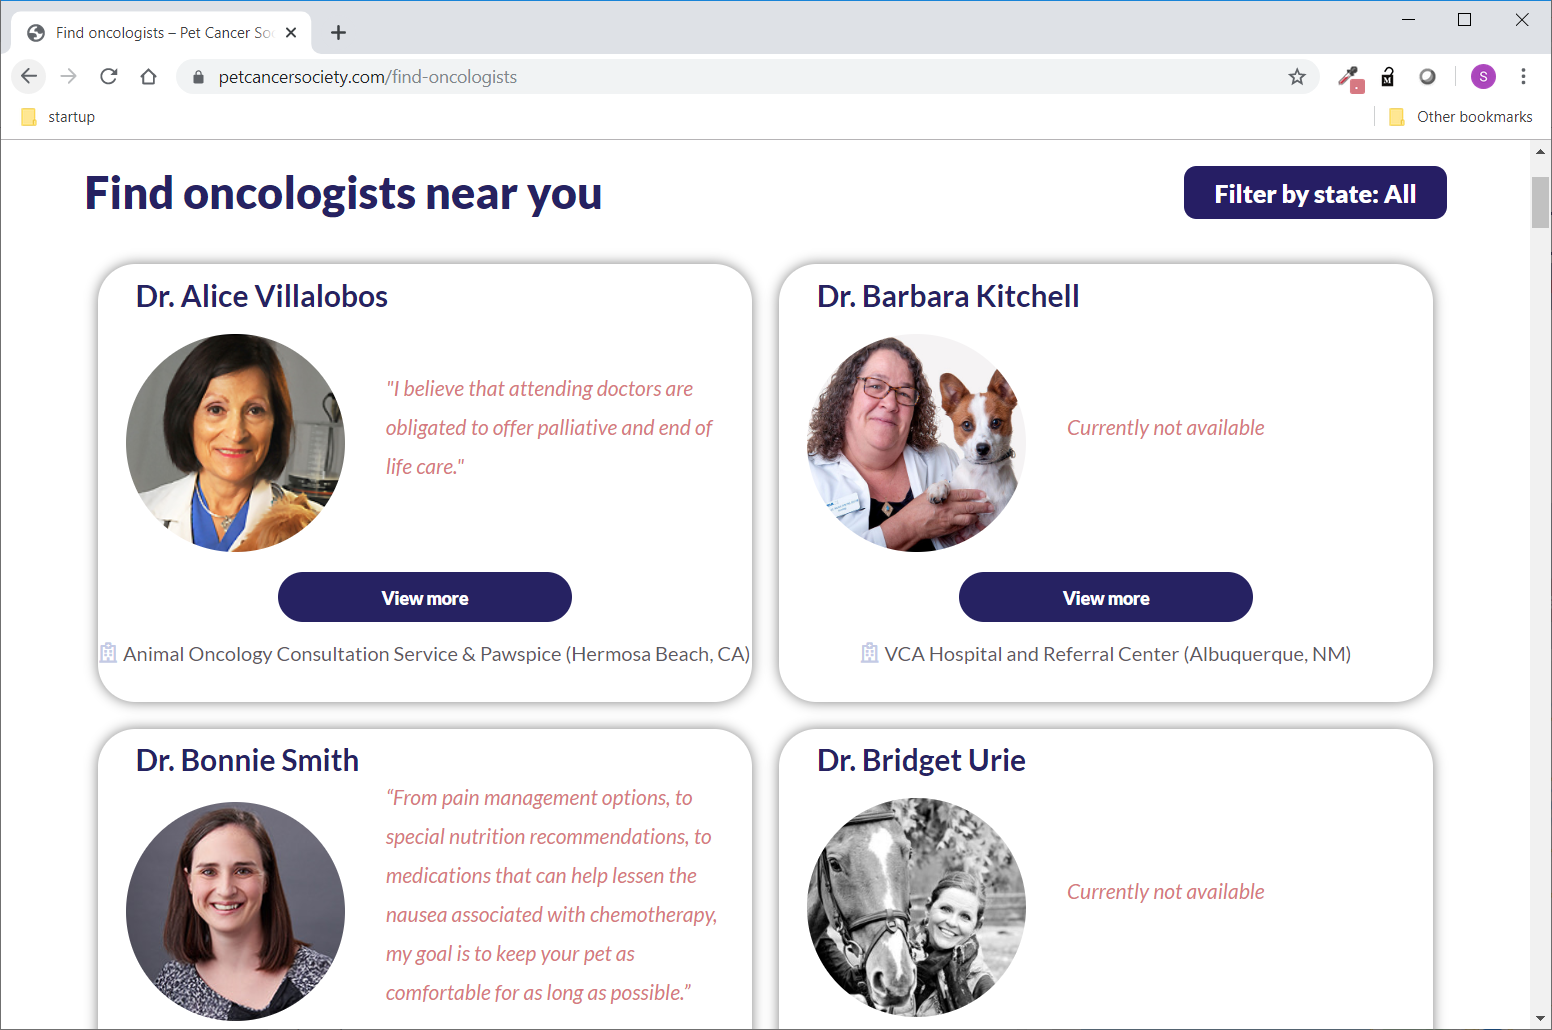 Find oncologists – Pet Cancer Soc
petcancersociety.com/find-oncologists
S
startup
Other bookmarks
Find oncologists near you
Filter by state: All
Dr. Alice Villalobos
"I believe that attending doctors are
obligated to offer palliative and end of
life care."
View more
Animal Oncology Consultation Service & Pawspice (Hermosa Beach, CA)
Dr. Barbara Kitchell
Currently not available
View more
VCA Hospital and Referral Center (Albuquerque, NM)
Dr. Bonnie Smith
“From pain management options, to
special nutrition recommendations, to
medications that can help lessen the
nausea associated with chemotherapy,
my goal is to keep your pet as
comfortable for as long as possible.”
Dr. Bridget Urie
Currently not available